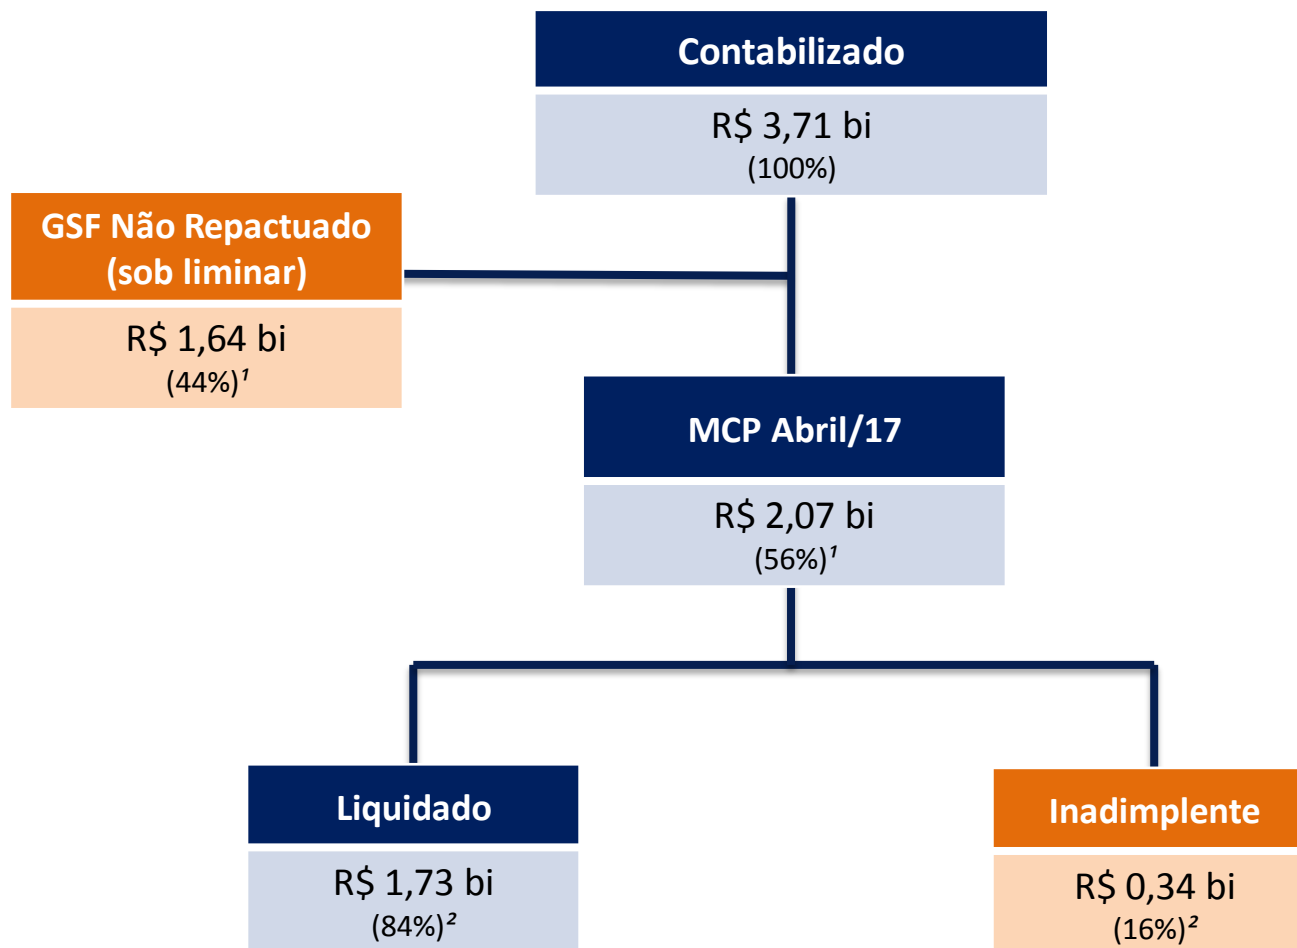 Contabilizado
R$ 3,71 bi
(100%)
GSF Não Repactuado
(sob liminar)
R$ 1,64 bi
(44%)¹
MCP Abril/17
R$ 2,07 bi
(56%)¹
Liquidado
R$ 1,73 bi
(84%)²
Inadimplente
R$ 0,34 bi
(16%)²